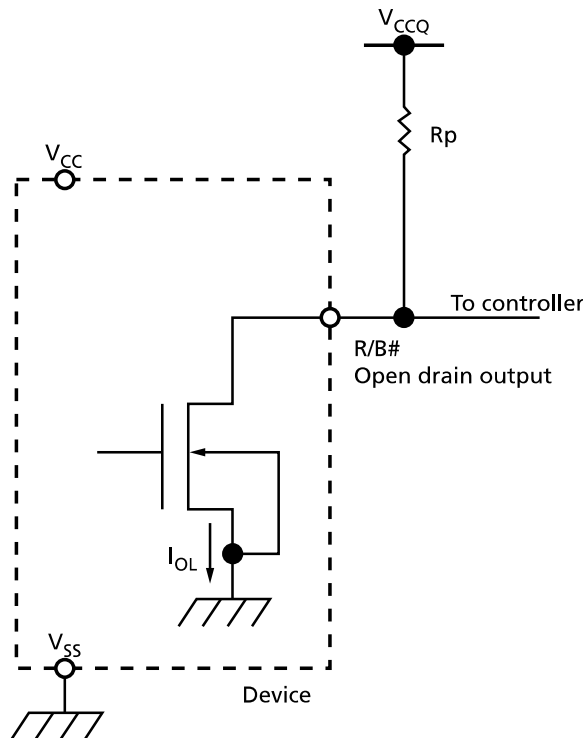 VCCQ
Rp
VCC
To controller
R/B#
Open drain output
IOL
VSS
Device